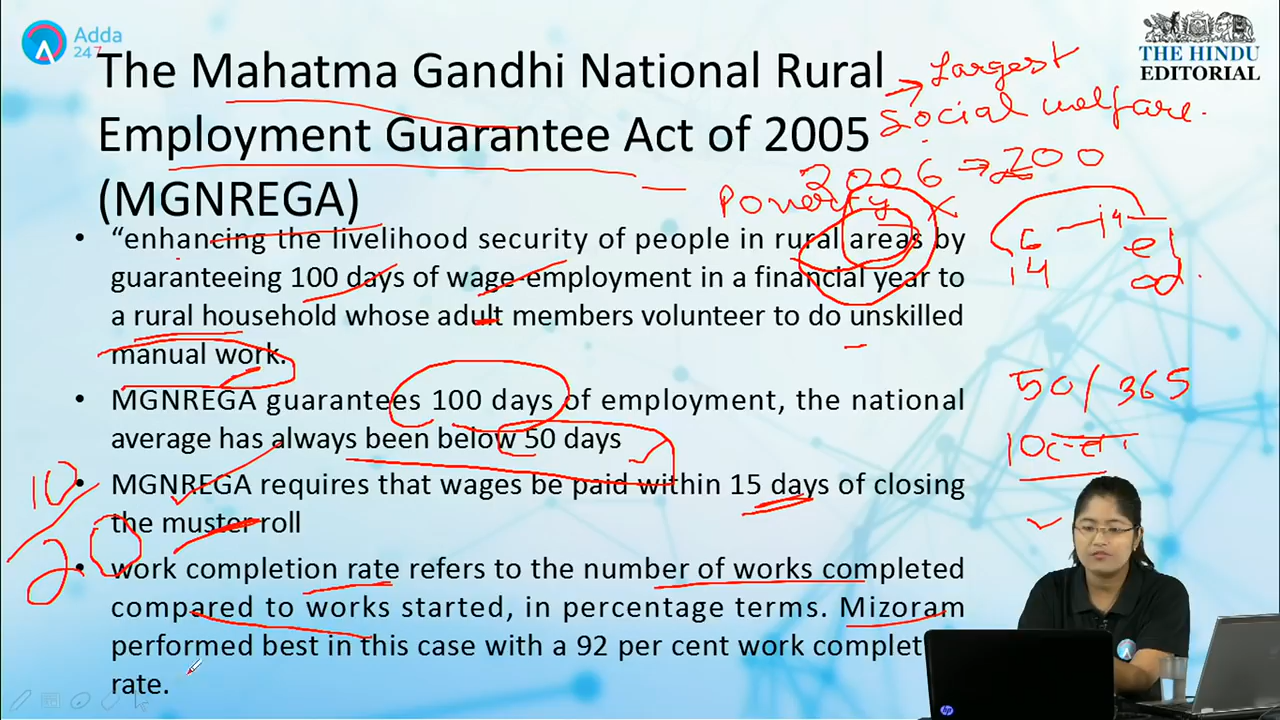 Adda
247
THE HINDU
EDITORIAL
The Mahatma Gandhi National Rural
Employment Guarantee Act of 2005
(MGNREGA)
→ Largest
Social welfare.
2006 → 200
Poverty X
6 — 14
14
50/365
10
20
• “enhancing the livelihood security of people in rural areas by
guaranteeing 100 days of wage-employment in a financial year to
a rural household whose adult members volunteer to do unskilled
manual work.
• MGNREGA guarantees 100 days of employment, the national
average has always been below 50 days
• MGNREGA requires that wages be paid within 15 days of closing
the muster roll
• work completion rate refers to the number of works completed
compared to works started, in percentage terms. Mizoram
performed best in this case with a 92 per cent work complet
rate.
hp